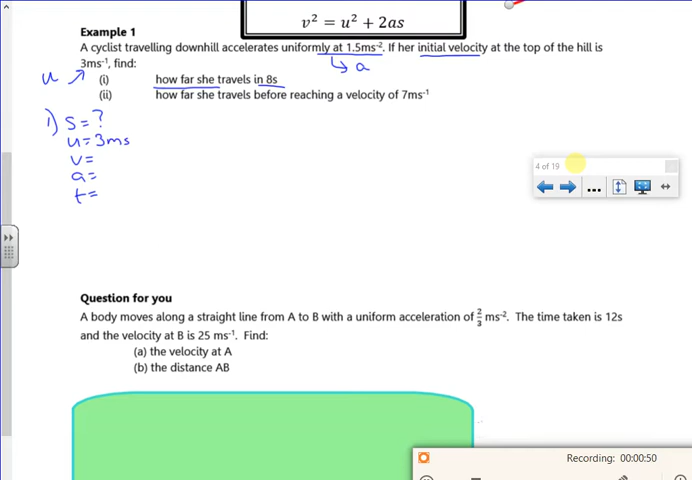 v² = u² + 2as
Example 1
A cyclist travelling downhill accelerates uniformly at 1.5ms⁻². If her initial velocity at the top of the hill is
3ms⁻¹, find:
a
u
(i) how far she travels in 8s
(ii) how far she travels before reaching a velocity of 7ms⁻¹
i) s = ?
u = 3ms
v =
a =
t =
4 of 19
...
Question for you
A body moves along a straight line from A to B with a uniform acceleration of 2/3 ms⁻². The time taken is 12s
and the velocity at B is 25 ms⁻¹. Find:
(a) the velocity at A
(b) the distance AB
Recording: 00:00:50